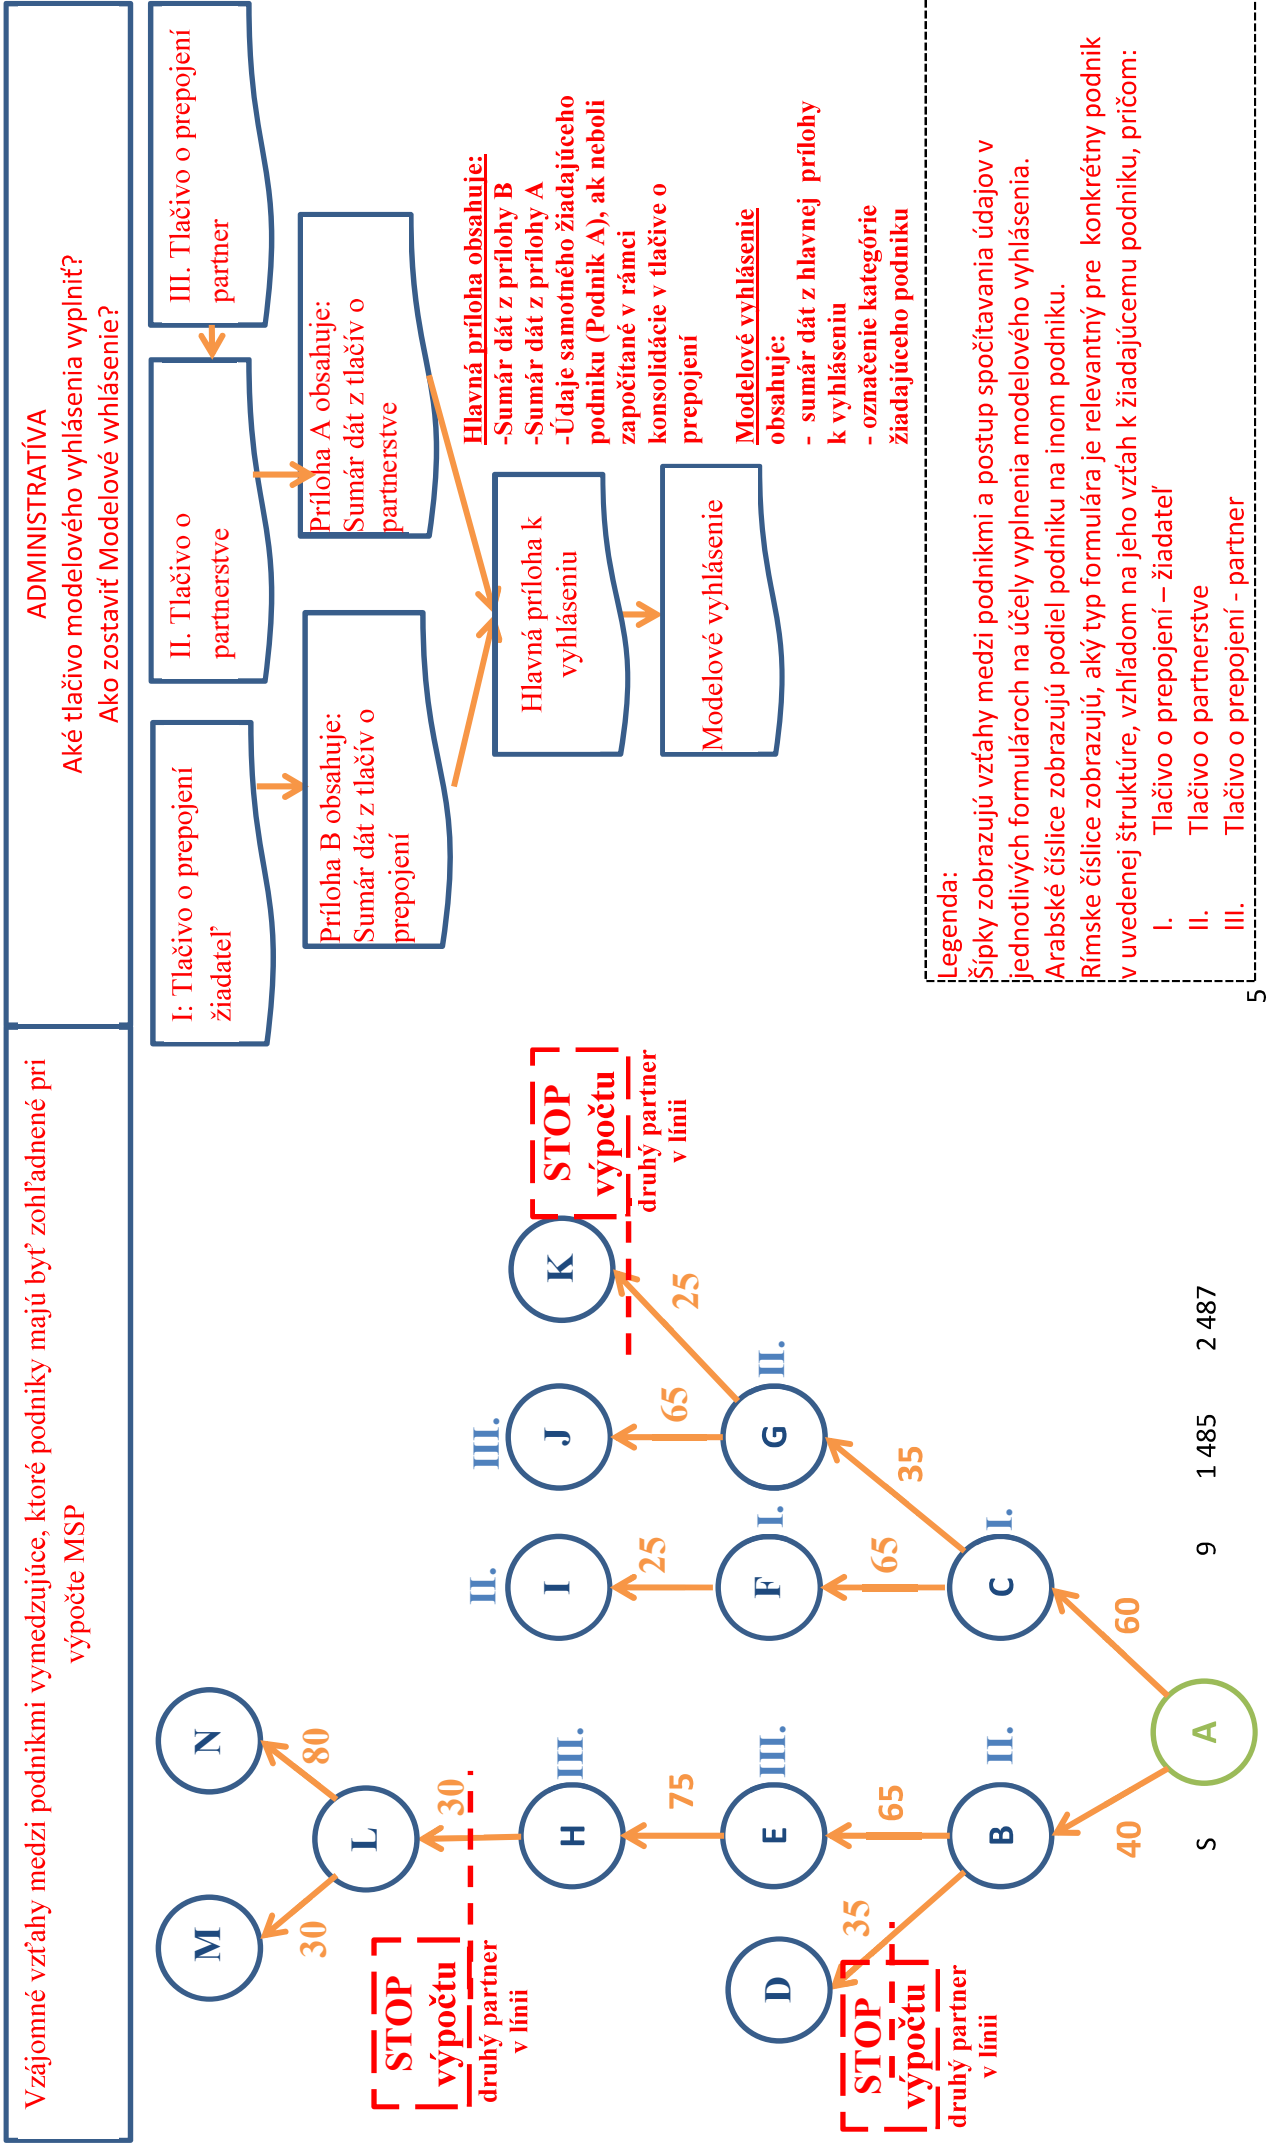 Vzájomné vzťahy medzi podnikmi vymedzujúce, ktoré podniky majú byť zohľadnené pri
výpočte MSP
ADMINISTRATÍVA
Aké tlačivo modelového vyhlásenia vyplniť?
Ako zostaviť Modelové vyhlásenie?
M
N
30
80
L
STOP
výpočtu
druhý partner
v línii
30
H
III.
75
E
III.
65
D
35
STOP
výpočtu
druhý partner
v línii
B
II.
40
A
60
C
I.
65
F
I.
25
I
II.
35
G
II.
65
J
III.
25
K
STOP
výpočtu
druhý partner
v línii
S
9
1 485
2 487
I: Tlačivo o prepojení
žiadateľ
II. Tlačivo o
partnerstve
III. Tlačivo o prepojení
partner
Príloha B obsahuje:
Sumár dát z tlačív o
prepojení
Príloha A obsahuje:
Sumár dát z tlačív o
partnerstve
Hlavná príloha k
vyhláseniu
Hlavná príloha obsahuje:
-Sumár dát z prílohy B
-Sumár dát z prílohy A
-Údaje samotného žiadajúceho
podniku (Podnik A), ak neboli
započítané v rámci
konsolidácie v tlačive o
prepojení
Modelové vyhlásenie
Modelové vyhlásenie
obsahuje:
- sumár dát z hlavnej prílohy
k vyhláseniu
- označenie kategórie
žiadajúceho podniku
Legenda:
Šípky zobrazujú vzťahy medzi podnikmi a postup spočítavania údajov v
jednotlivých formulároch na účely vyplnenia modelového vyhlásenia.
Arabské číslice zobrazujú podiel podniku na inom podniku.
Rímske číslice zobrazujú, aký typ formulára je relevantný pre konkrétny podnik
v uvedenej štruktúre, vzhľadom na jeho vzťah k žiadajúcemu podniku, pričom:
I. Tlačivo o prepojení – žiadateľ
II. Tlačivo o partnerstve
III. Tlačivo o prepojení - partner
5